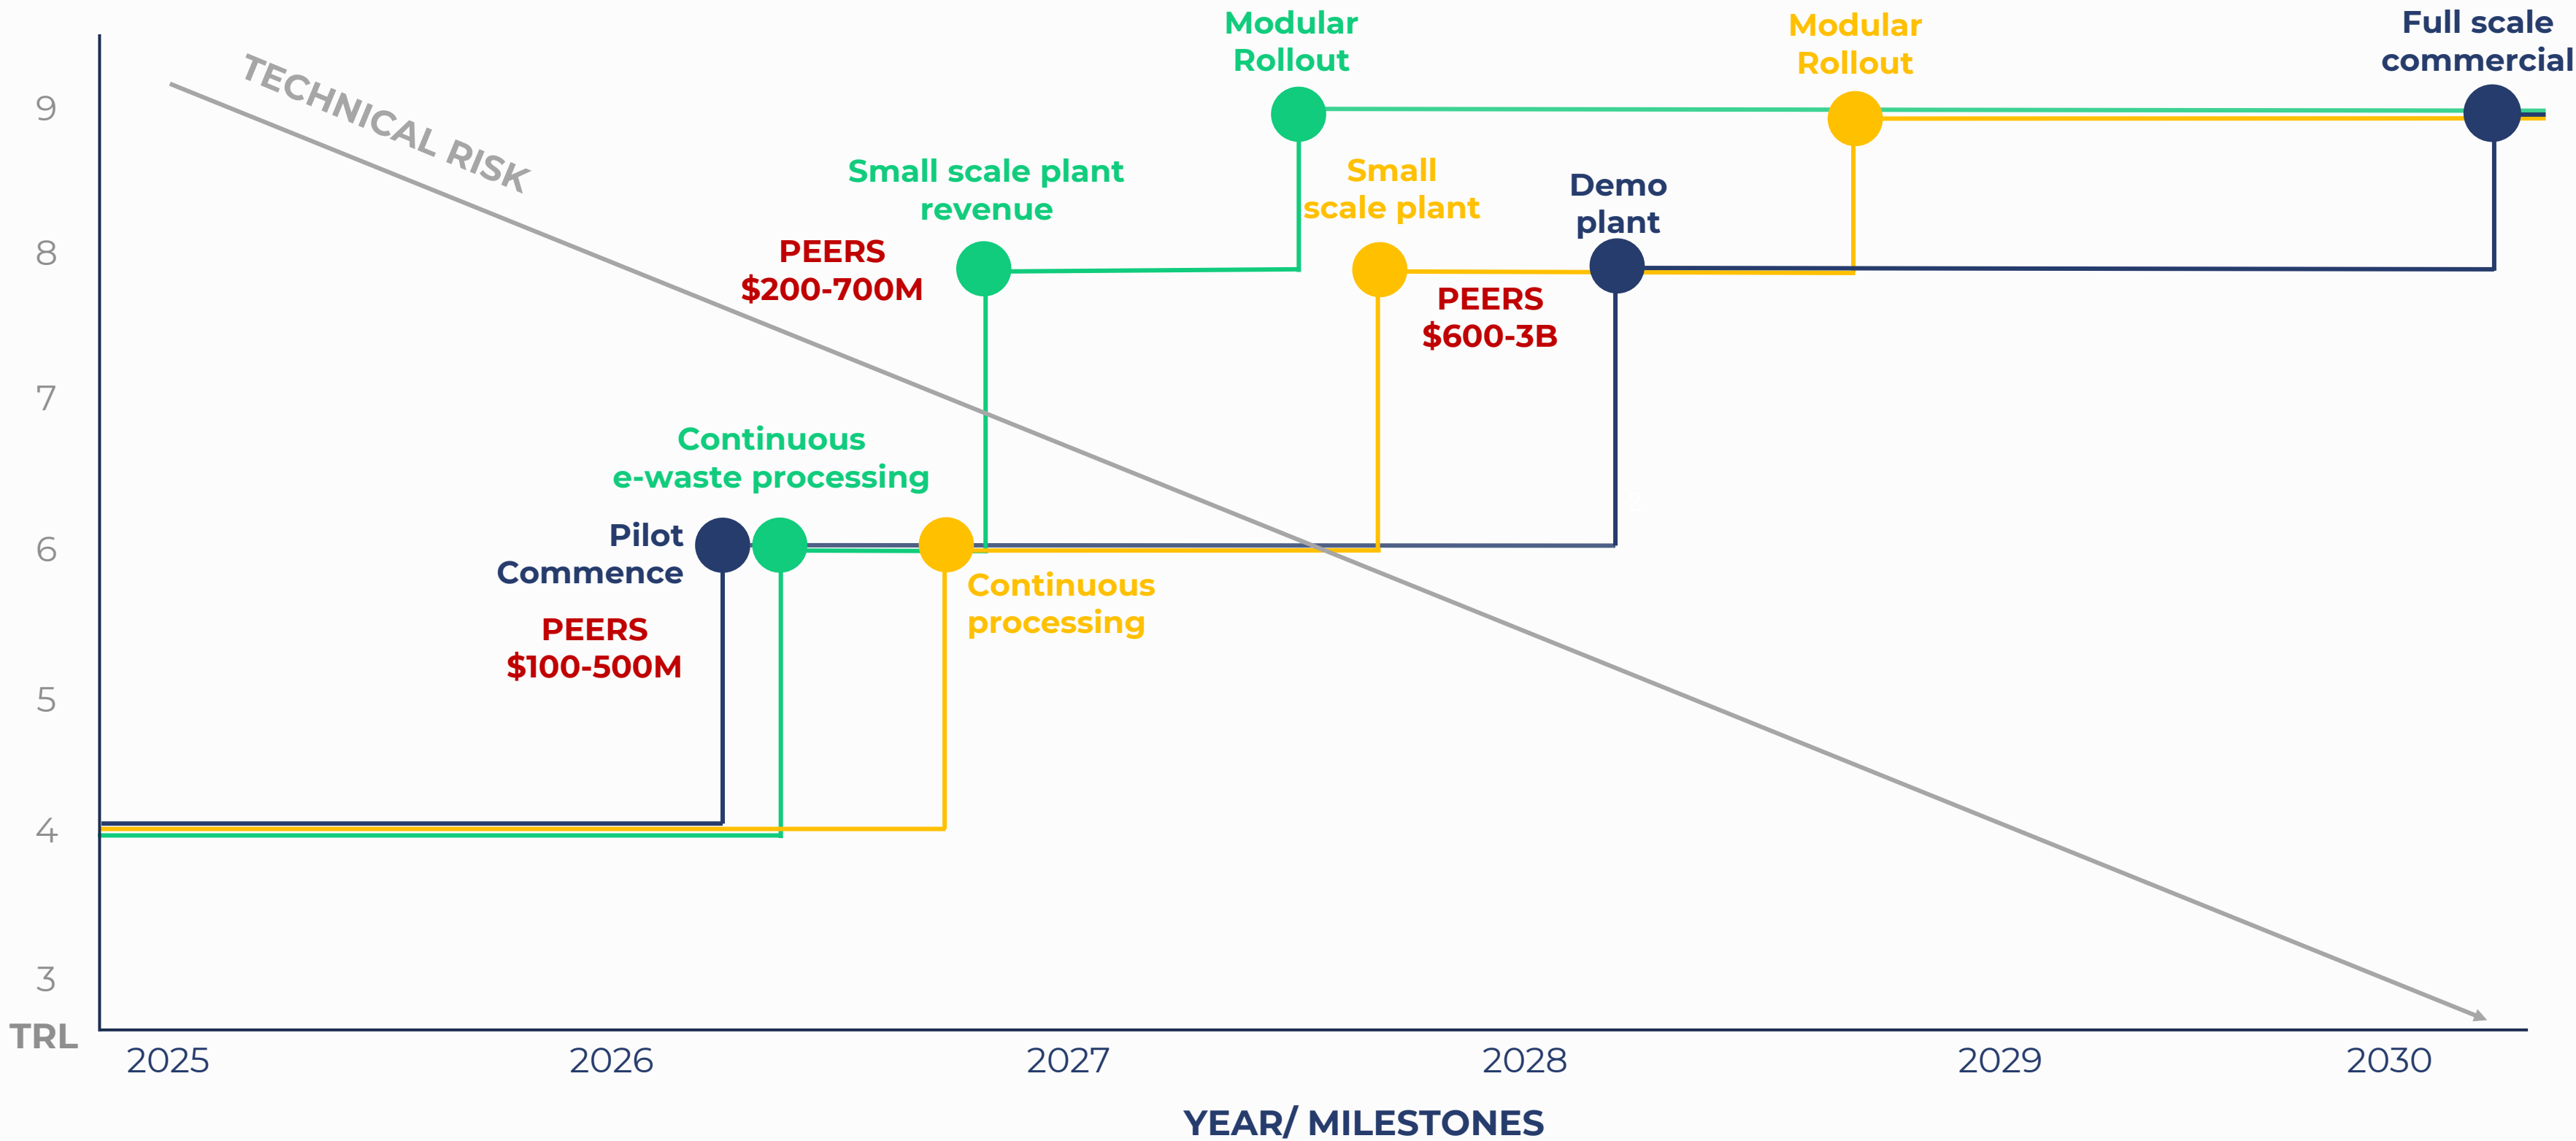 Modular
Rollout
Modular
Rollout
Full scale
commercial
TECHNICAL RISK
9
Small scale plant
revenue
Small
scale plant
Demo
plant
8
PEERS
$200-700M
PEERS
$600-3B
7
Continuous
e-waste processing
6
Pilot
Commence
Continuous
processing
PEERS
$100-500M
5
4
3
TRL
2025
2026
2027
2028
2029
2030
YEAR/ MILESTONES